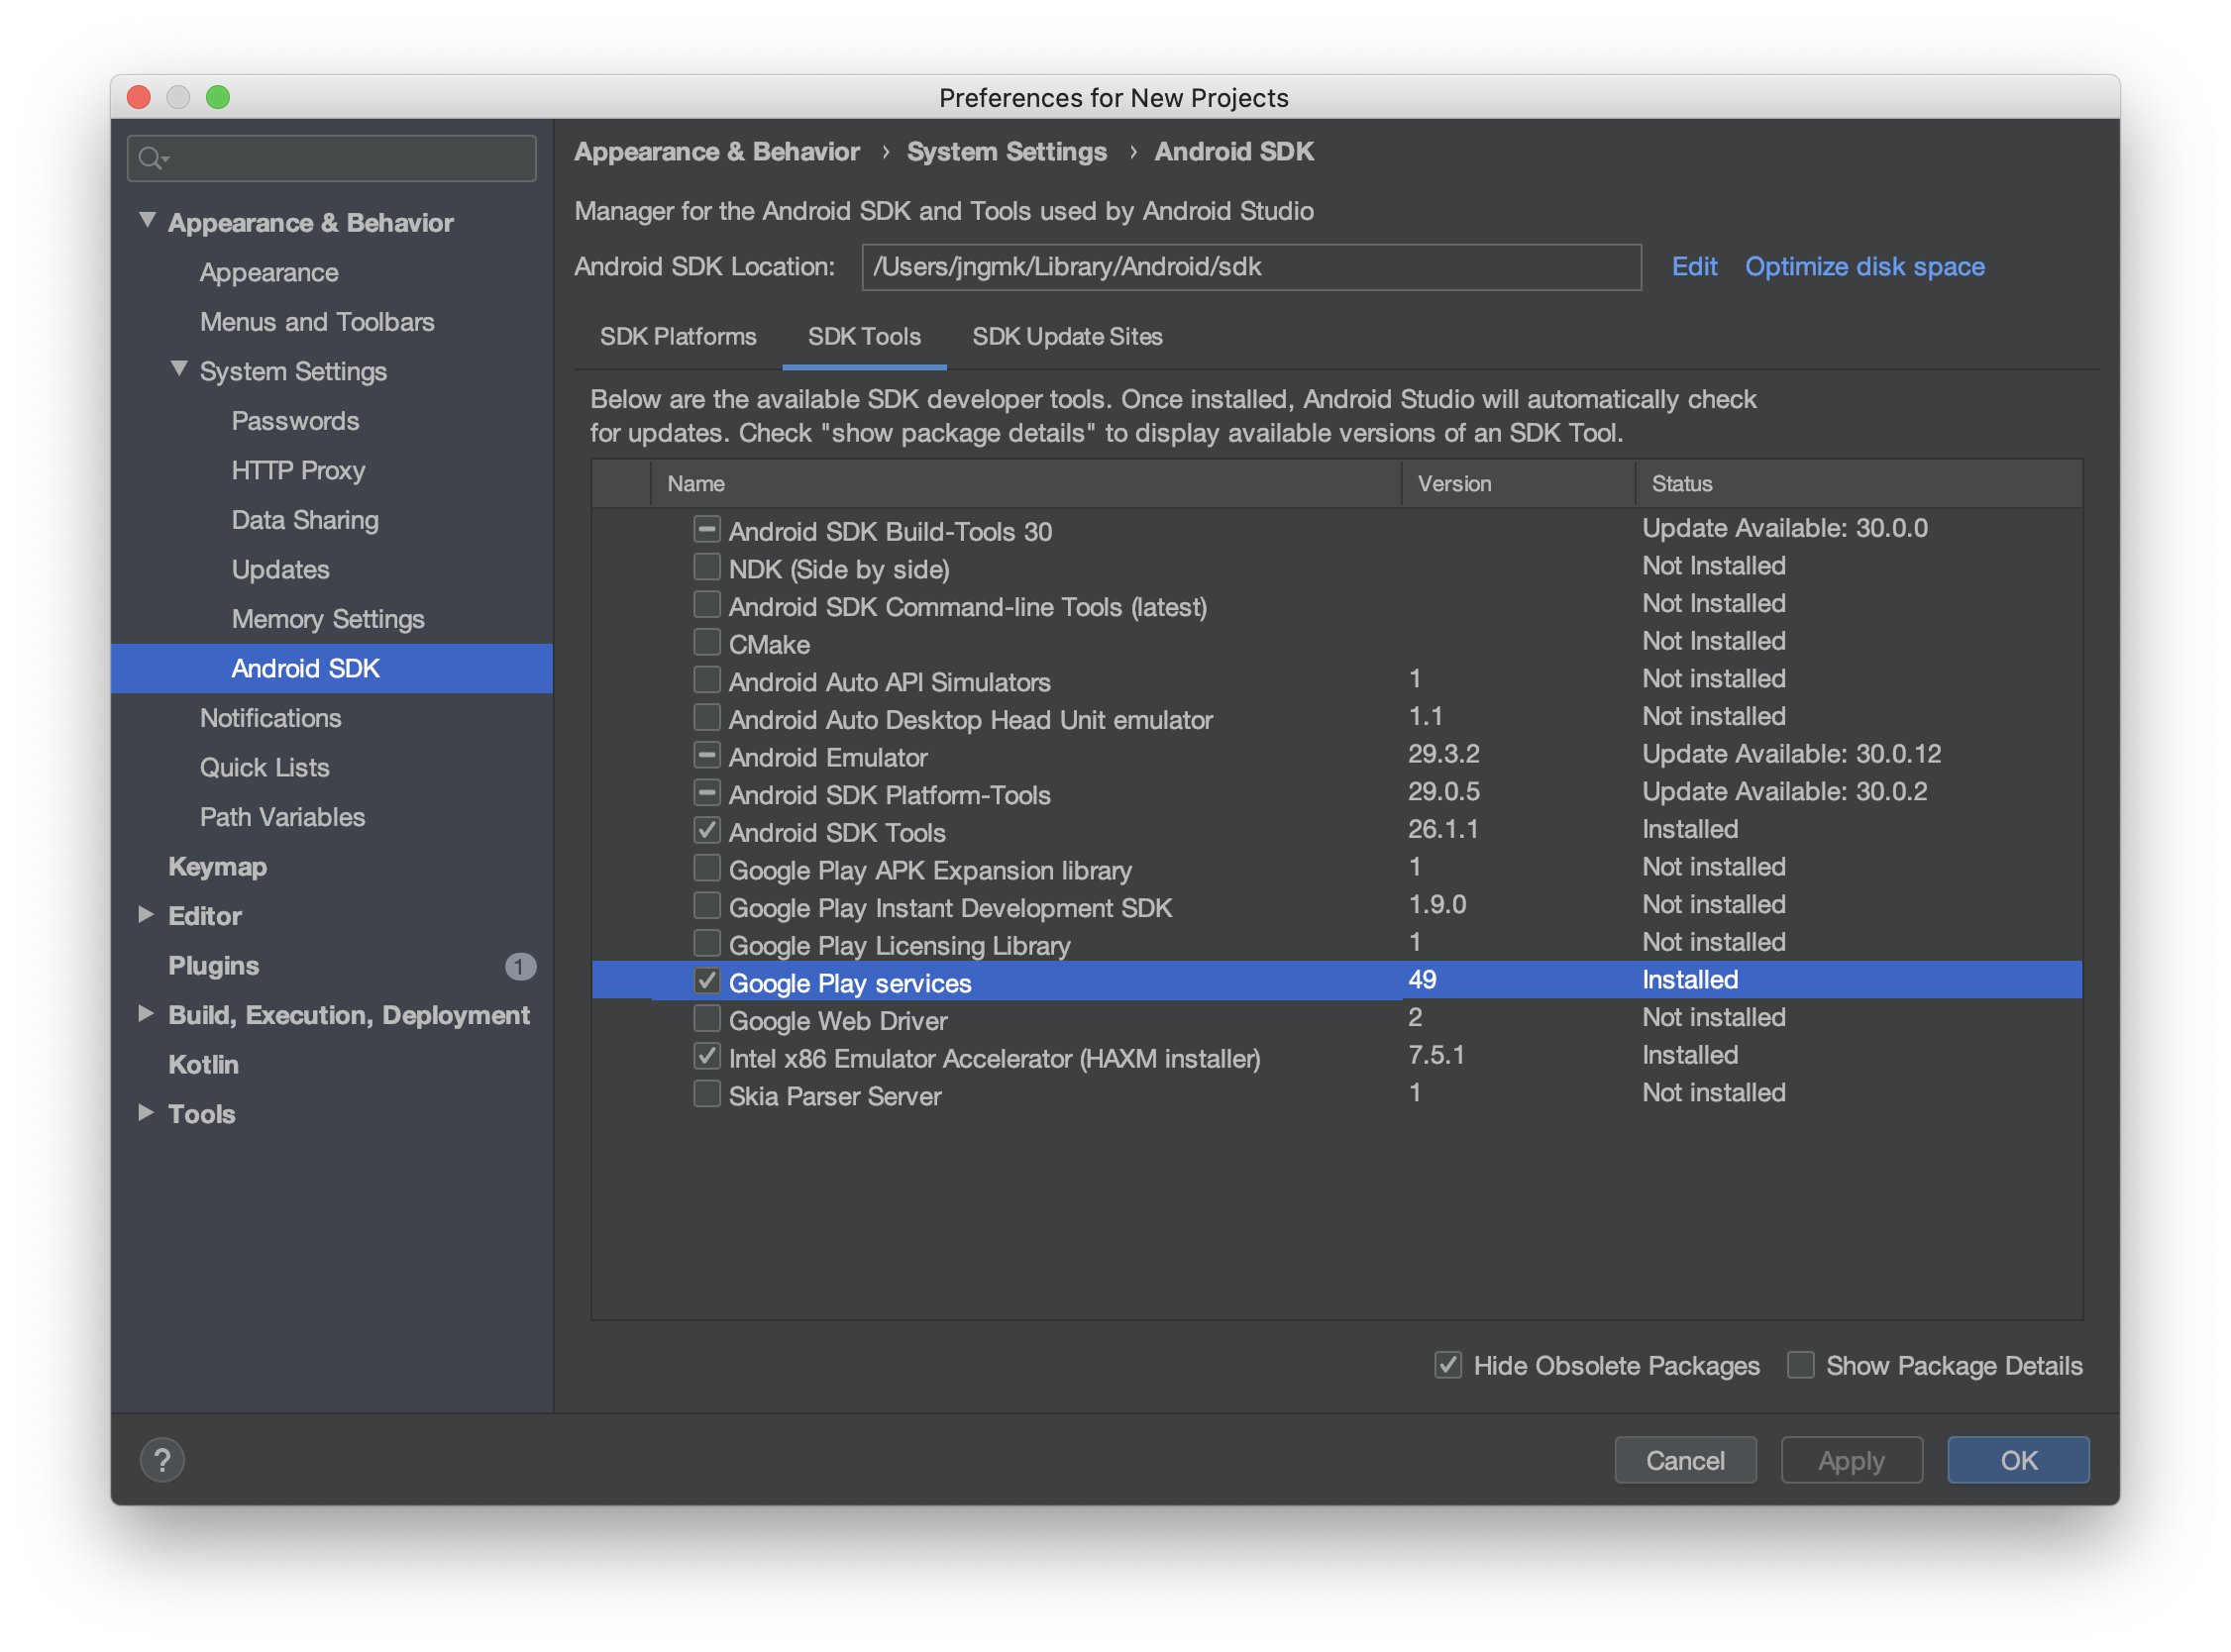 Preferences for New Projects
Appearance & Behavior
Appearance
Menus and Toolbars
System Settings
Passwords
HTTP Proxy
Data Sharing
Updates
Memory Settings
Android SDK
Notifications
Quick Lists
Path Variables
Keymap
Editor
Plugins 1
Build, Execution, Deployment
Kotlin
Tools
Appearance & Behavior › System Settings › Android SDK
Manager for the Android SDK and Tools used by Android Studio
Android SDK Location: /Users/jngmk/Library/Android/sdk Edit Optimize disk space
SDK Platforms SDK Tools SDK Update Sites
Below are the available SDK developer tools. Once installed, Android Studio will automatically check
for updates. Check "show package details" to display available versions of an SDK Tool.
Name Version Status
Android SDK Build-Tools 30 Update Available: 30.0.0
NDK (Side by side) Not Installed
Android SDK Command-line Tools (latest) Not Installed
CMake Not Installed
Android Auto API Simulators 1 Not installed
Android Auto Desktop Head Unit emulator 1.1 Not installed
Android Emulator 29.3.2 Update Available: 30.0.12
Android SDK Platform-Tools 29.0.5 Update Available: 30.0.2
Android SDK Tools 26.1.1 Installed
Google Play APK Expansion library 1 Not installed
Google Play Instant Development SDK 1.9.0 Not installed
Google Play Licensing Library 1 Not installed
Google Play services 49 Installed
Google Web Driver 2 Not installed
Intel x86 Emulator Accelerator (HAXM installer) 7.5.1 Installed
Skia Parser Server 1 Not installed
Hide Obsolete Packages Show Package Details
? Cancel Apply OK